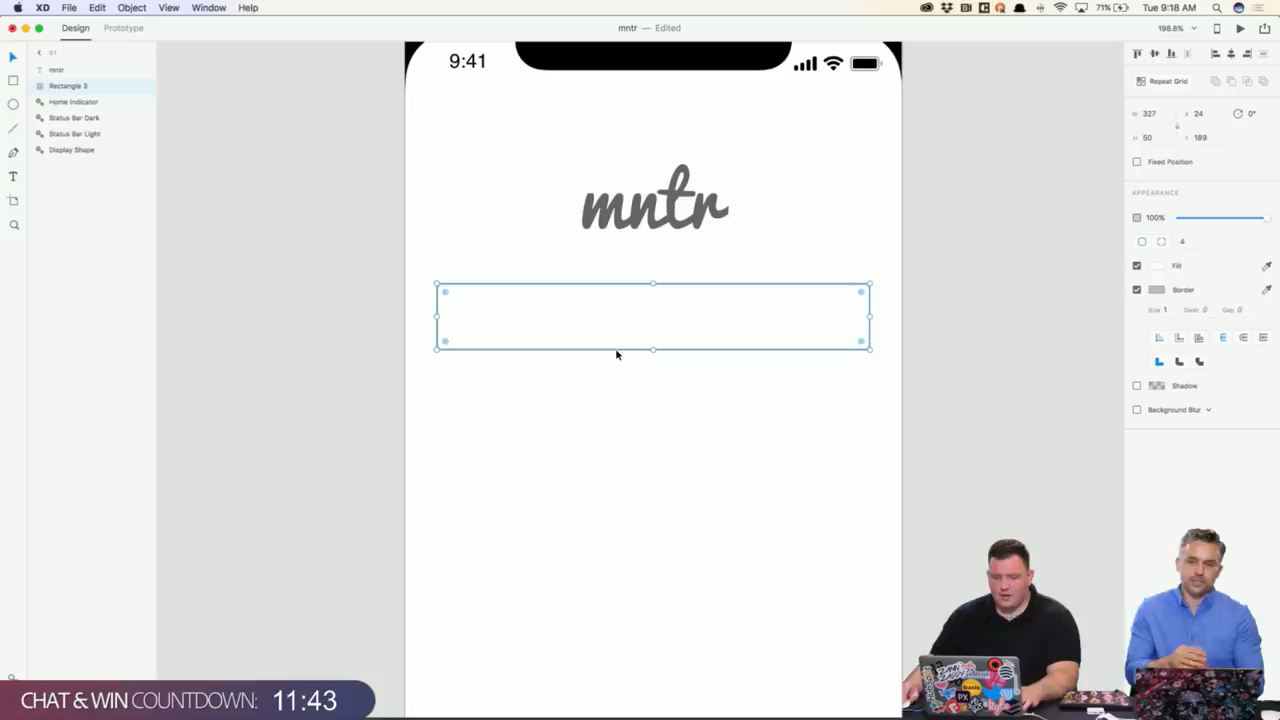 XD File Edit Object View Window Help
71% Tue 9:18 AM
Design Prototype
mntr — Edited
198.8%
01
mntr
Rectangle 3
Home Indicator
Status Bar Dark
Status Bar Light
Display Shape
9:41
mntr
Repeat Grid
W 327 X 24 0°
H 50 Y 189
Fixed Position
APPEARANCE
100%
4
Fill
Border
Size 1 Dash 0 Gap 0
Shadow
Background Blur
CHAT & WIN COUNTDOWN: 11:43